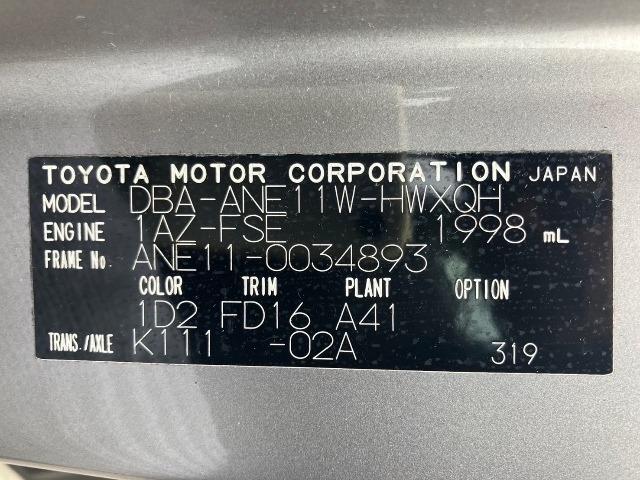 TOYOTA MOTOR CORPORATION JAPAN
MODEL DBA-ANE11W-HWXQH
ENGINE 1AZ-FSE 1998 mL
FRAME No ANE11-0034893
COLOR TRIM PLANT OPTION
1D2 FD16 A41
TRANS./AXLE K111 -02A 319